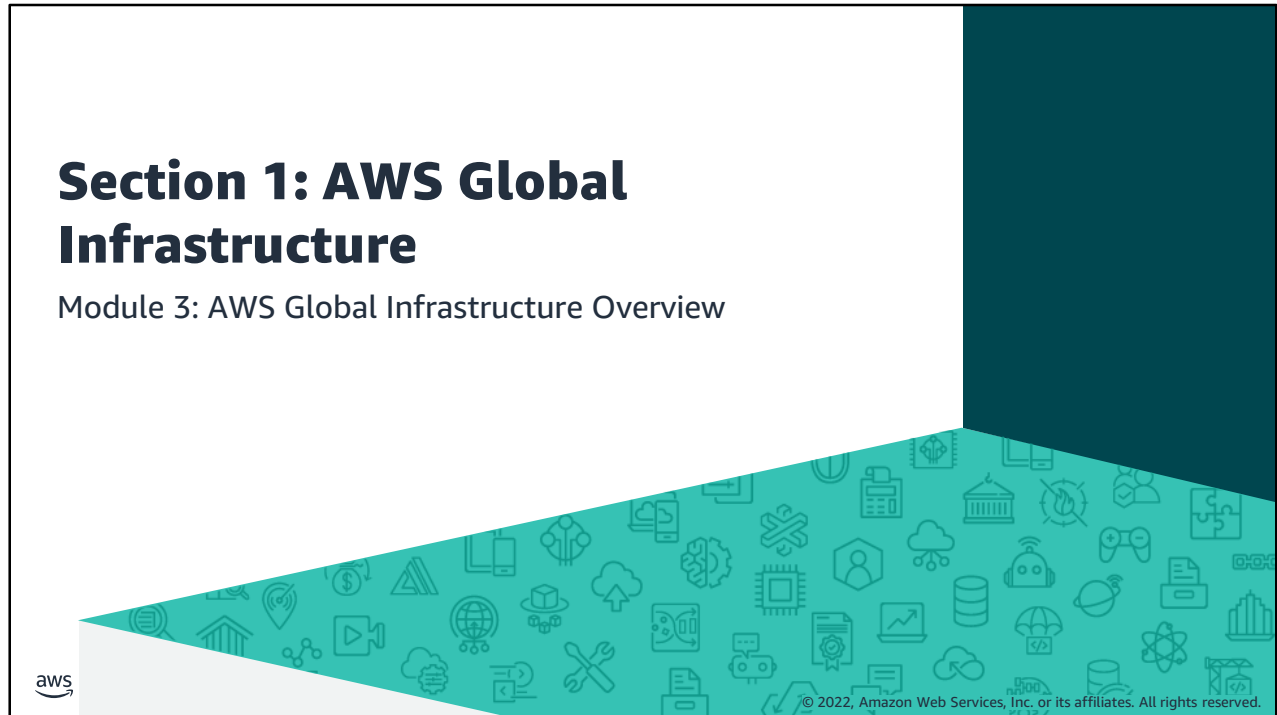 Section 1: AWS Global
Infrastructure
Module 3: AWS Global Infrastructure Overview
aws
© 2022, Amazon Web Services, Inc. or its affiliates. All rights reserved.